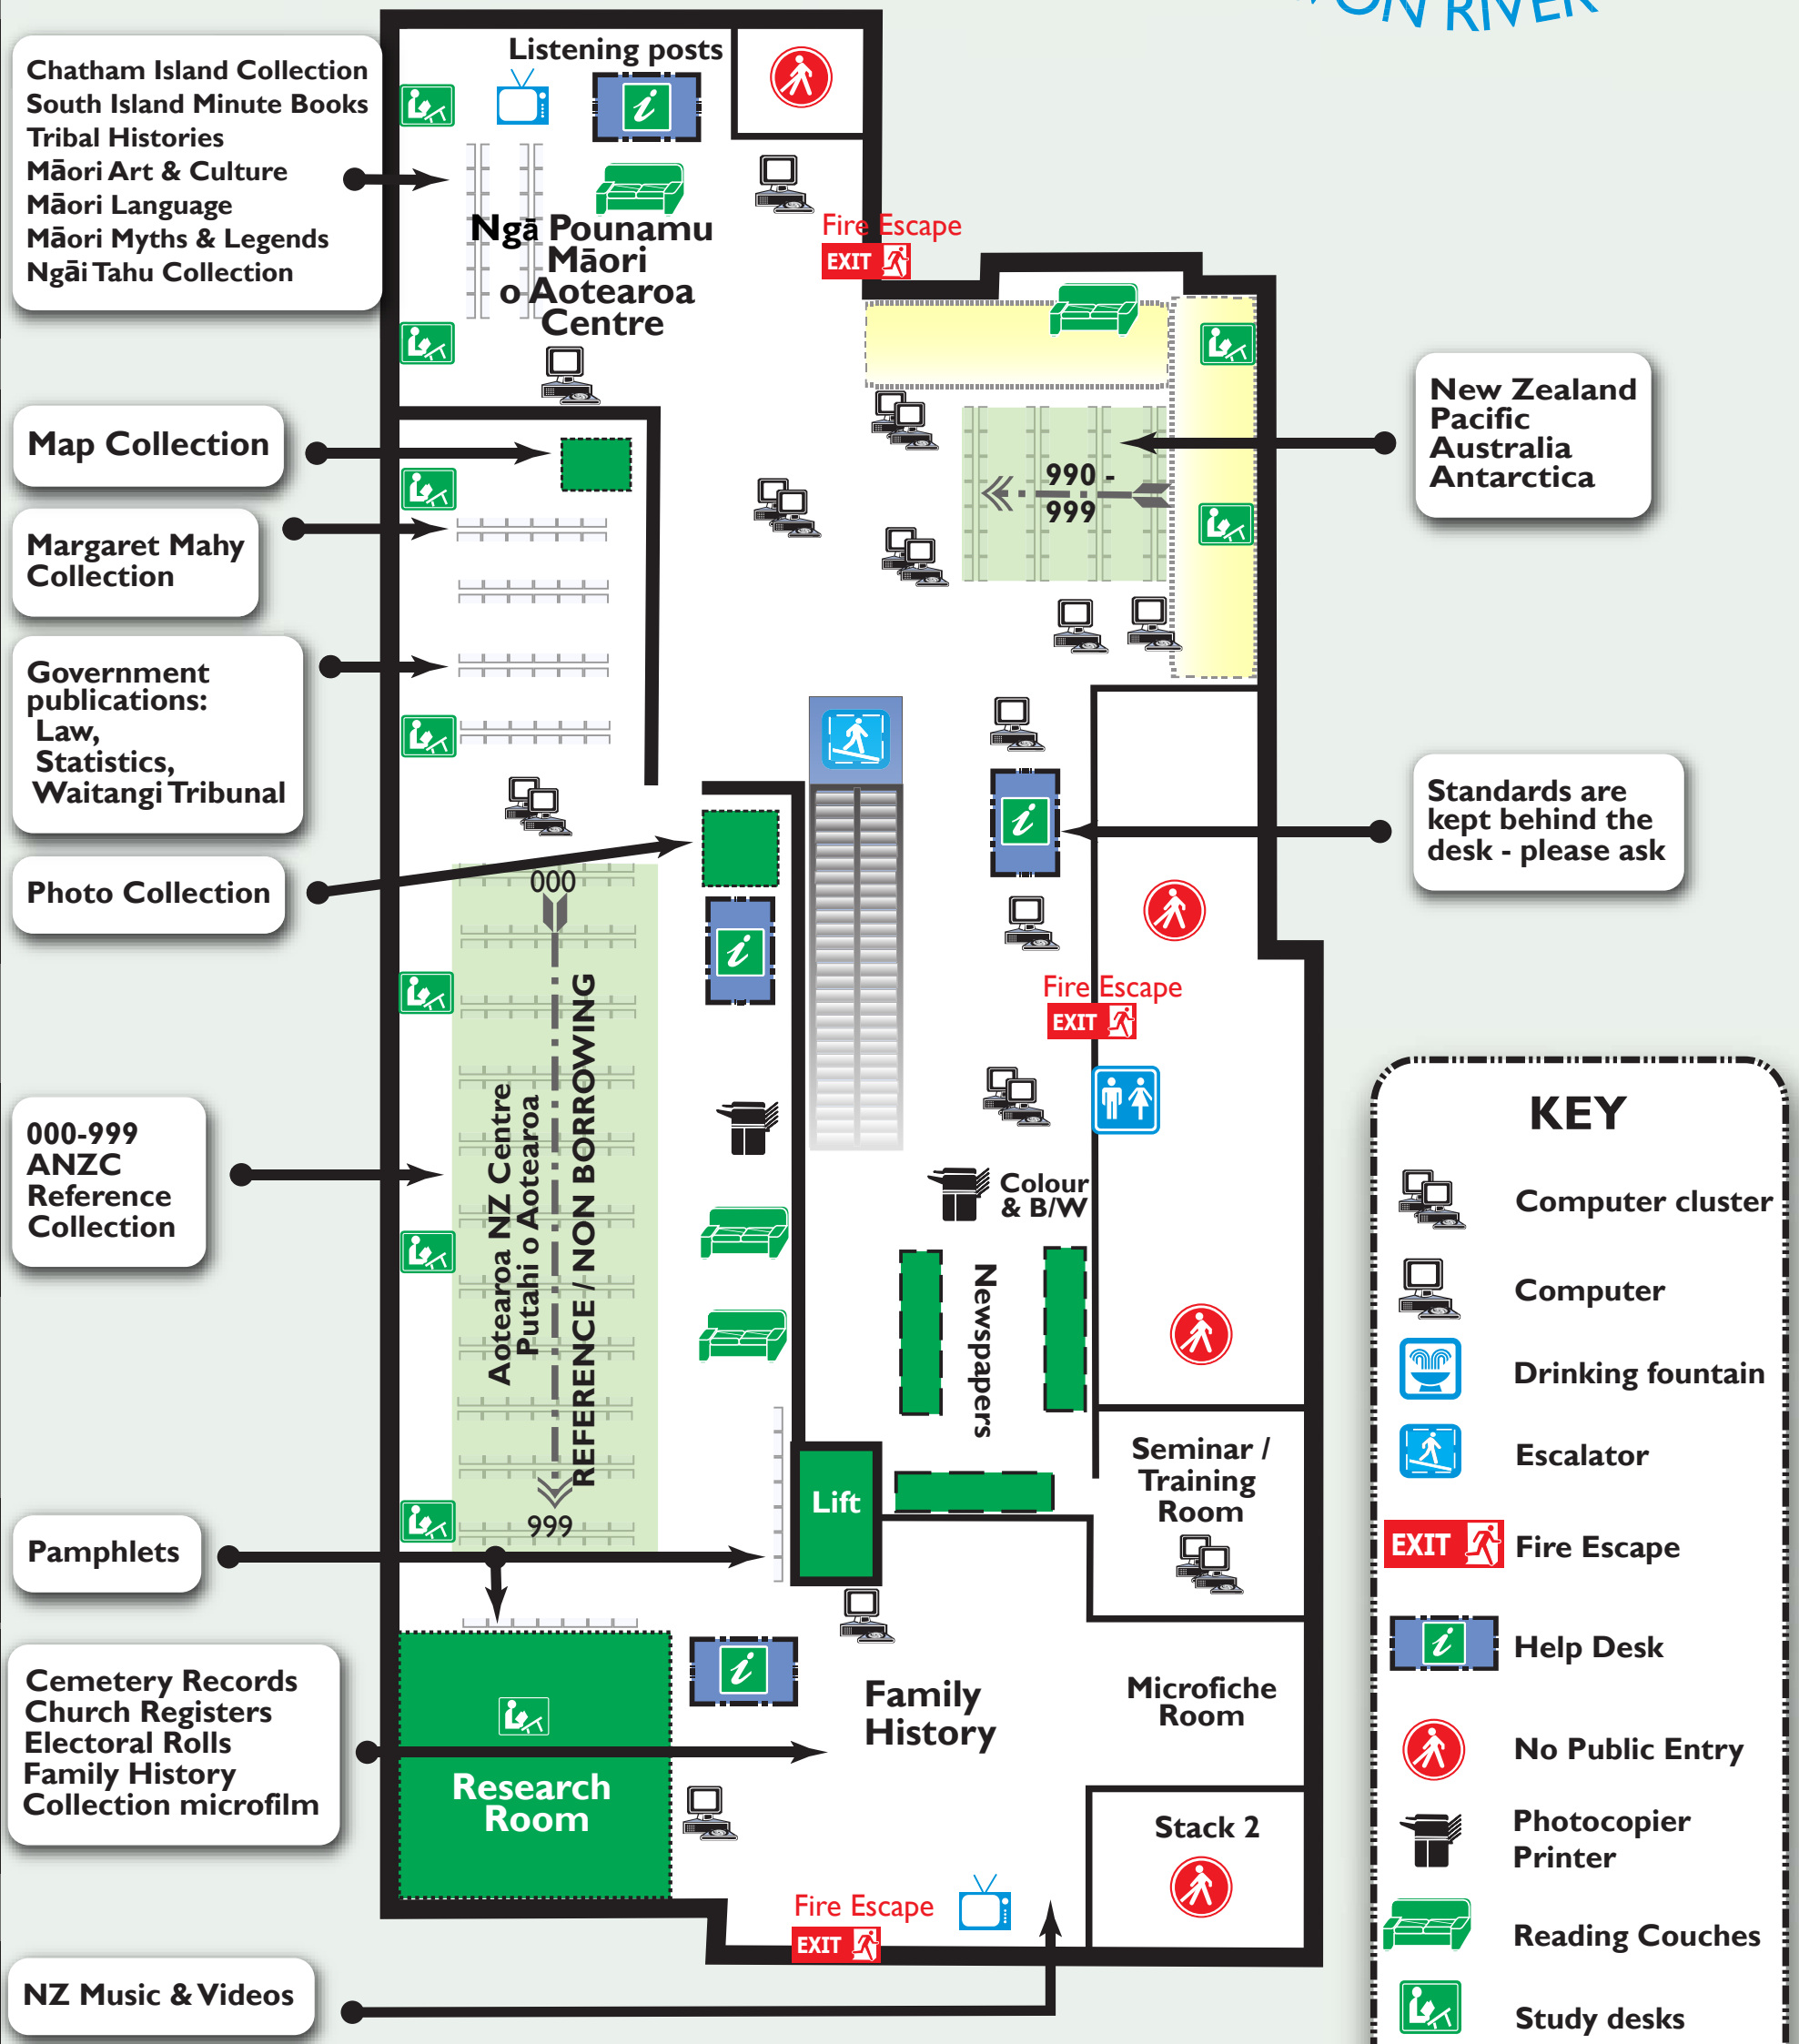 ON RIVER
Chatham Island Collection
South Island Minute Books
Tribal Histories
Māori Art & Culture
Māori Language
Māori Myths & Legends
Ngāi Tahu Collection
Listening posts
Ngā Pounamu
Māori
o Aotearoa
Centre
Fire Escape
EXIT
Map Collection
Margaret Mahy
Collection
Government
publications:
Law,
Statistics,
Waitangi Tribunal
Photo Collection
990 -
999
New Zealand
Pacific
Australia
Antarctica
Standards are
kept behind the
desk - please ask
000
Aotearoa NZ Centre
Putahi o Aotearoa
REFERENCE / NON BORROWING
999
000-999
ANZC
Reference
Collection
Fire Escape
EXIT
Colour
& B/W
Newspapers
Lift
Seminar /
Training
Room
Pamphlets
Cemetery Records
Church Registers
Electoral Rolls
Family History
Collection microfilm
Research
Room
Family
History
Microfiche
Room
Stack 2
Fire Escape
EXIT
NZ Music & Videos
KEY
Computer cluster
Computer
Drinking fountain
Escalator
EXIT
Fire Escape
Help Desk
No Public Entry
Photocopier
Printer
Reading Couches
Study desks